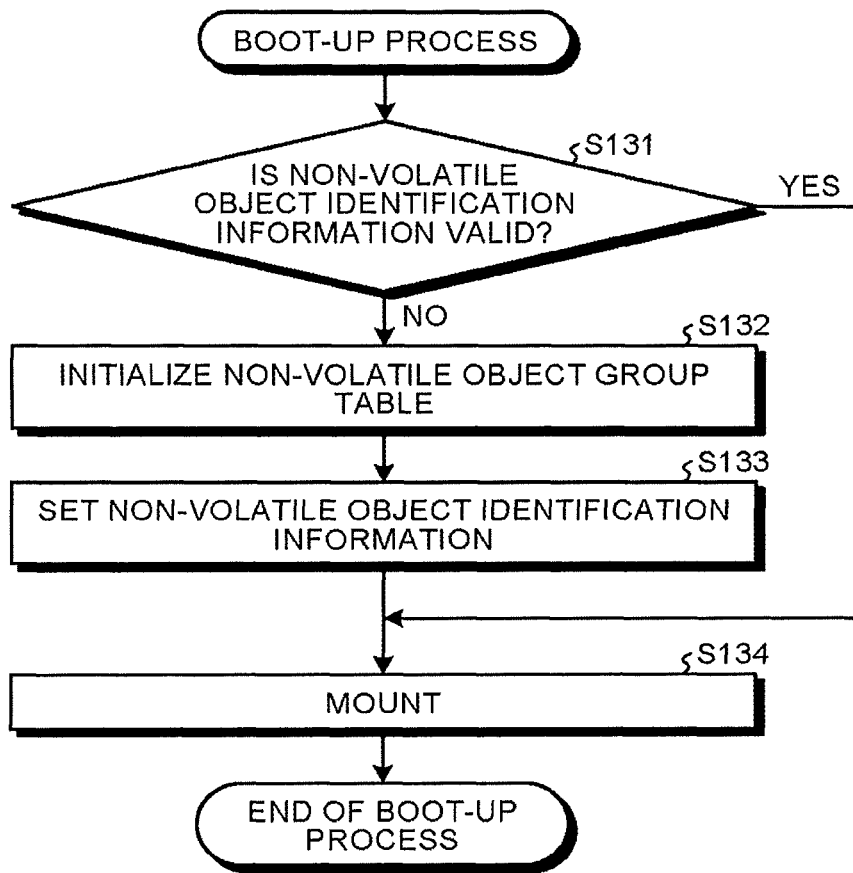 BOOT-UP PROCESS
S131
IS NON-VOLATILE
OBJECT IDENTIFICATION
INFORMATION VALID?
YES
NO
S132
INITIALIZE NON-VOLATILE OBJECT GROUP
TABLE
S133
SET NON-VOLATILE OBJECT IDENTIFICATION
INFORMATION
S134
MOUNT
END OF BOOT-UP
PROCESS